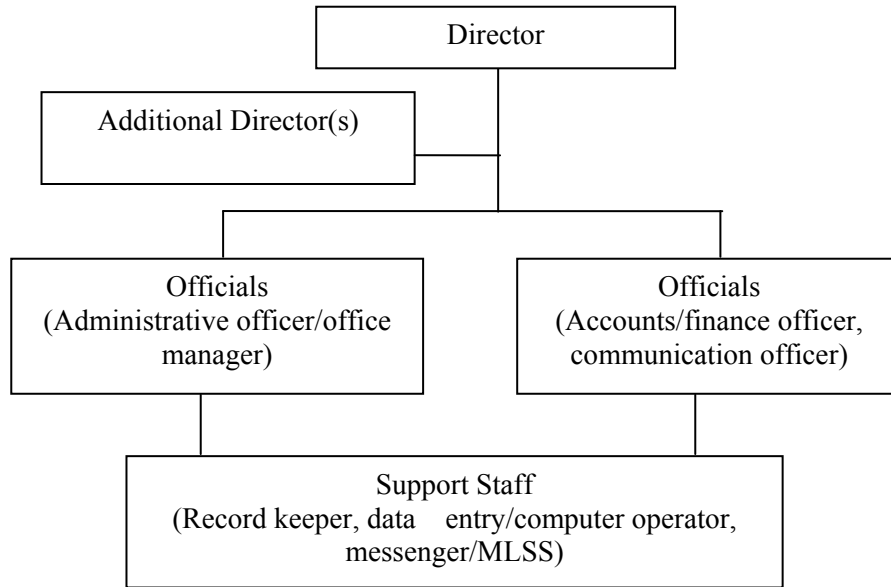 Director
Additional Director(s)
Officials
(Administrative officer/office
manager)
Officials
(Accounts/finance officer,
communication officer)
Support Staff
(Record keeper, data entry/computer operator,
messenger/MLSS)